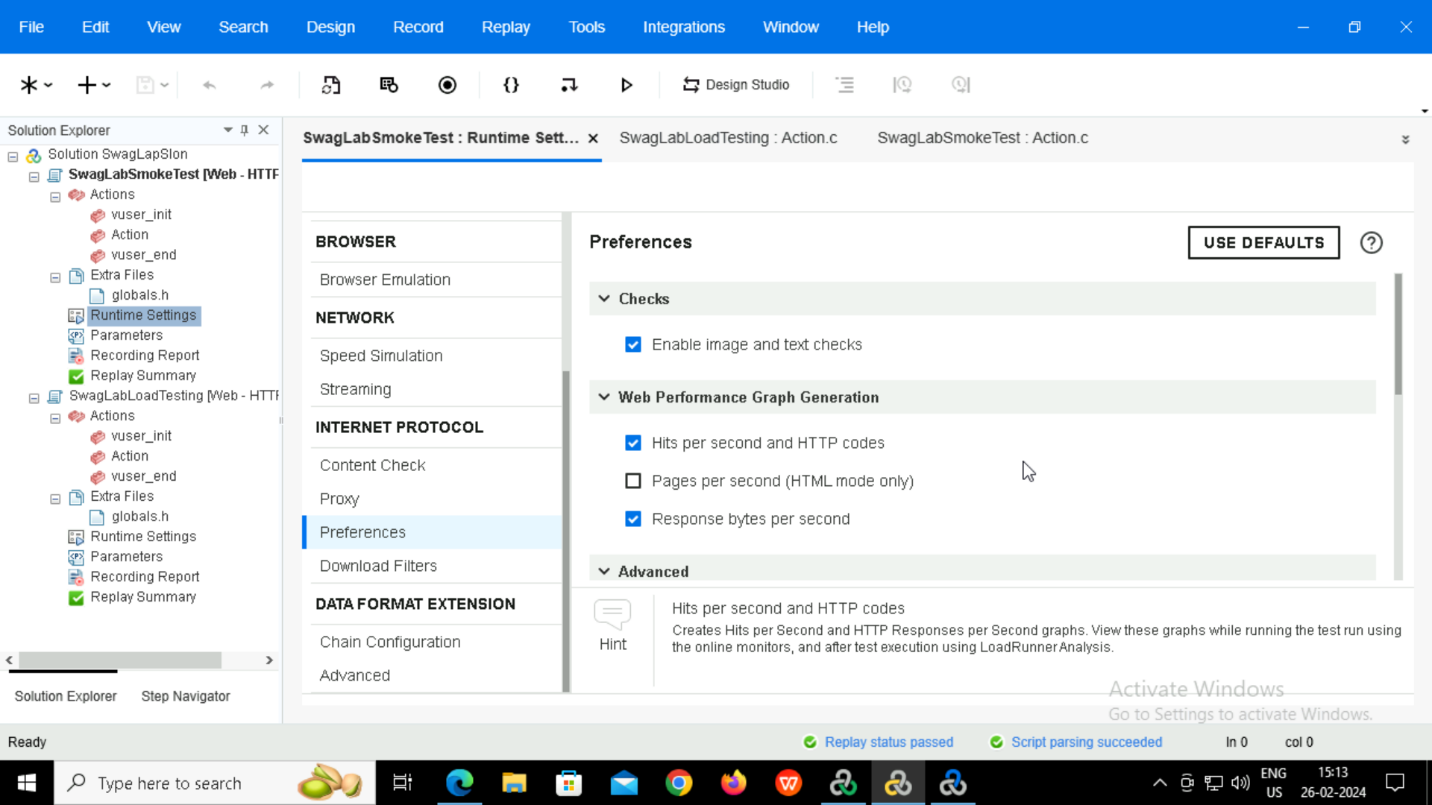 File Edit View Search Design Record Replay Tools Integrations Window Help
Design Studio
Solution Explorer
Solution SwagLapSlon
SwagLabSmokeTest [Web - HTTP
Actions
vuser_init
Action
vuser_end
Extra Files
globals.h
Runtime Settings
Parameters
Recording Report
Replay Summary
SwagLabLoadTesting [Web - HTTP
Actions
vuser_init
Action
vuser_end
Extra Files
globals.h
Runtime Settings
Parameters
Recording Report
Replay Summary
Solution Explorer Step Navigator
SwagLabSmokeTest : Runtime Sett... SwagLabLoadTesting : Action.c SwagLabSmokeTest : Action.c
BROWSER
Browser Emulation
NETWORK
Speed Simulation
Streaming
INTERNET PROTOCOL
Content Check
Proxy
Preferences
Download Filters
DATA FORMAT EXTENSION
Chain Configuration
Advanced
Preferences
USE DEFAULTS
Checks
Enable image and text checks
Web Performance Graph Generation
Hits per second and HTTP codes
Pages per second (HTML mode only)
Response bytes per second
Advanced
Hint
Hits per second and HTTP codes
Creates Hits per Second and HTTP Responses per Second graphs. View these graphs while running the test run using
the online monitors, and after test execution using LoadRunner Analysis.
Activate Windows
Go to Settings to activate Windows.
Ready Replay status passed Script parsing succeeded ln 0 col 0
Type here to search
ENG
US
15:13
26-02-2024